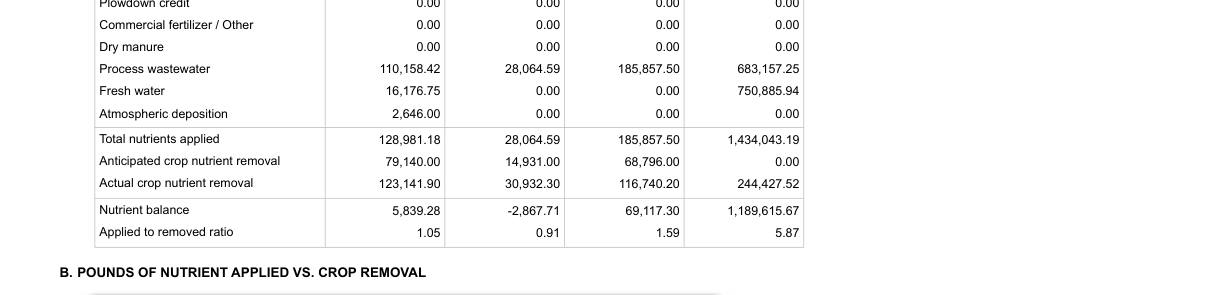 Plowdown credit 0.00 0.00 0.00 0.00
Commercial fertilizer / Other 0.00 0.00 0.00 0.00
Dry manure 0.00 0.00 0.00 0.00
Process wastewater 110,158.42 28,064.59 185,857.50 683,157.25
Fresh water 16,176.75 0.00 0.00 750,885.94
Atmospheric deposition 2,646.00 0.00 0.00 0.00
Total nutrients applied 128,981.18 28,064.59 185,857.50 1,434,043.19
Anticipated crop nutrient removal 79,140.00 14,931.00 68,796.00 0.00
Actual crop nutrient removal 123,141.90 30,932.30 116,740.20 244,427.52
Nutrient balance 5,839.28 -2,867.71 69,117.30 1,189,615.67
Applied to removed ratio 1.05 0.91 1.59 5.87
B. POUNDS OF NUTRIENT APPLIED VS. CROP REMOVAL